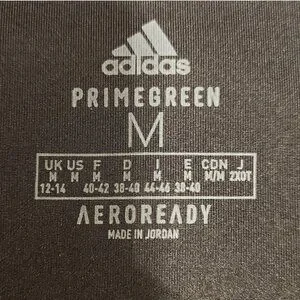 adidas
PRIMEGREEN
M
UK US F D I E CDN J
M M M M M M M/M 2XOT
12-14 40-42 38-40 44-46 38-40
AEROREADY
MADE IN JORDAN